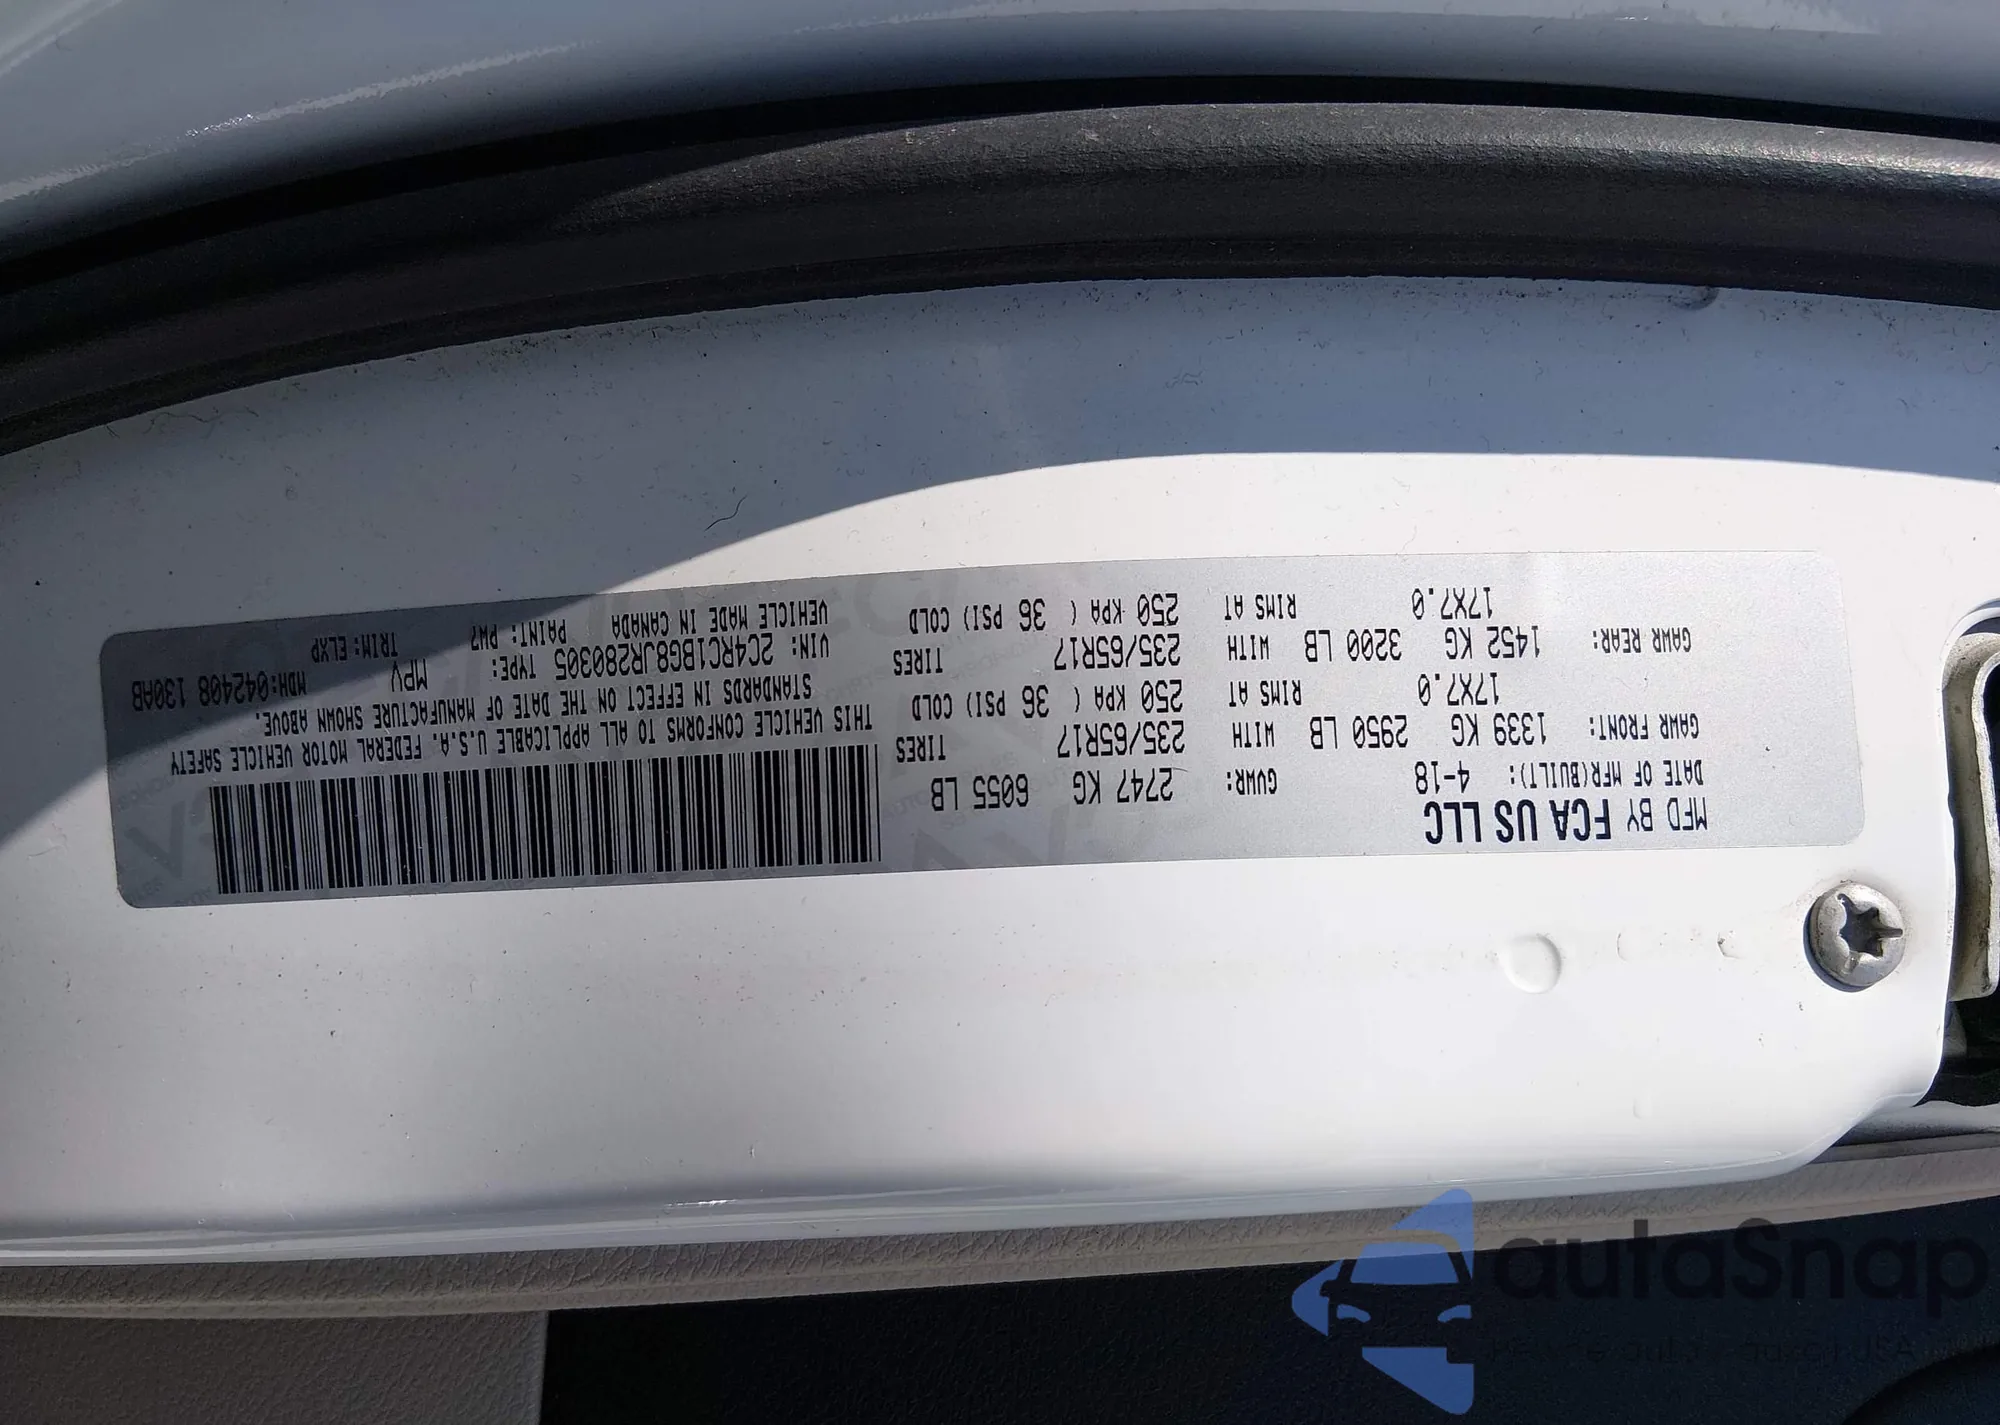 MFD BY FCA US LLC
DATE OF MFR(BUILT): 4-18 GVWR: 2747 KG 6055 LB
GAWR FRONT: 1339 KG 2950 LB WITH 235/65R17 TIRES
17X7.0 RIMS AT 250 KPA ( 36 PSI) COLD
GAWR REAR: 1452 KG 3200 LB WITH 235/65R17 TIRES
17X7.0 RIMS AT 250 KPA ( 36 PSI) COLD
THIS VEHICLE CONFORMS TO ALL APPLICABLE U.S.A. FEDERAL MOTOR VEHICLE SAFETY
STANDARDS IN EFFECT ON THE DATE OF MANUFACTURE SHOWN ABOVE.
VIN: 2C4RC1BG8JR280305 TYPE: MPV MDH:042408 130AB
VEHICLE MADE IN CANADA PAINT: PW7 TRIM: ELXP
autoSnap